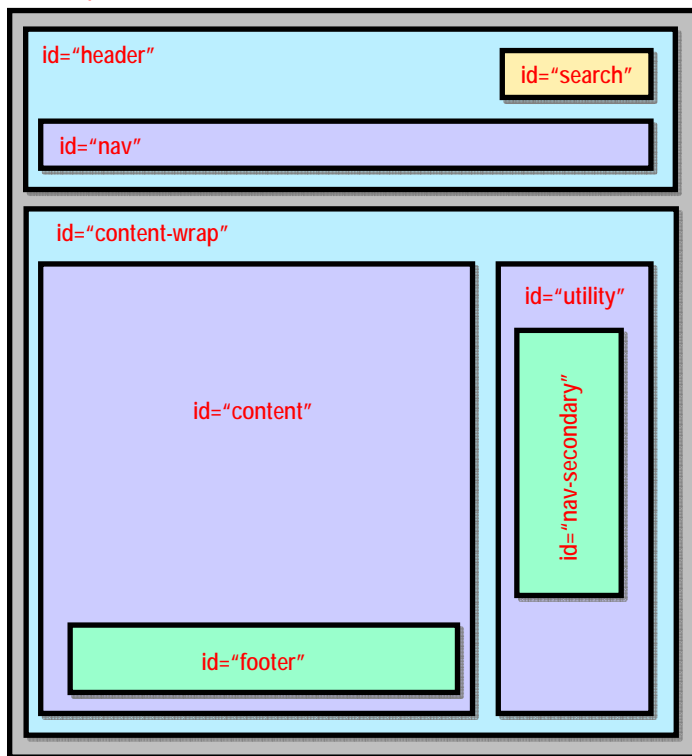 id=“header”
id=“search”
id=“nav”
id=“content-wrap”
id=“utility”
id=“content”
id=“nav-secondary”
id=“footer”